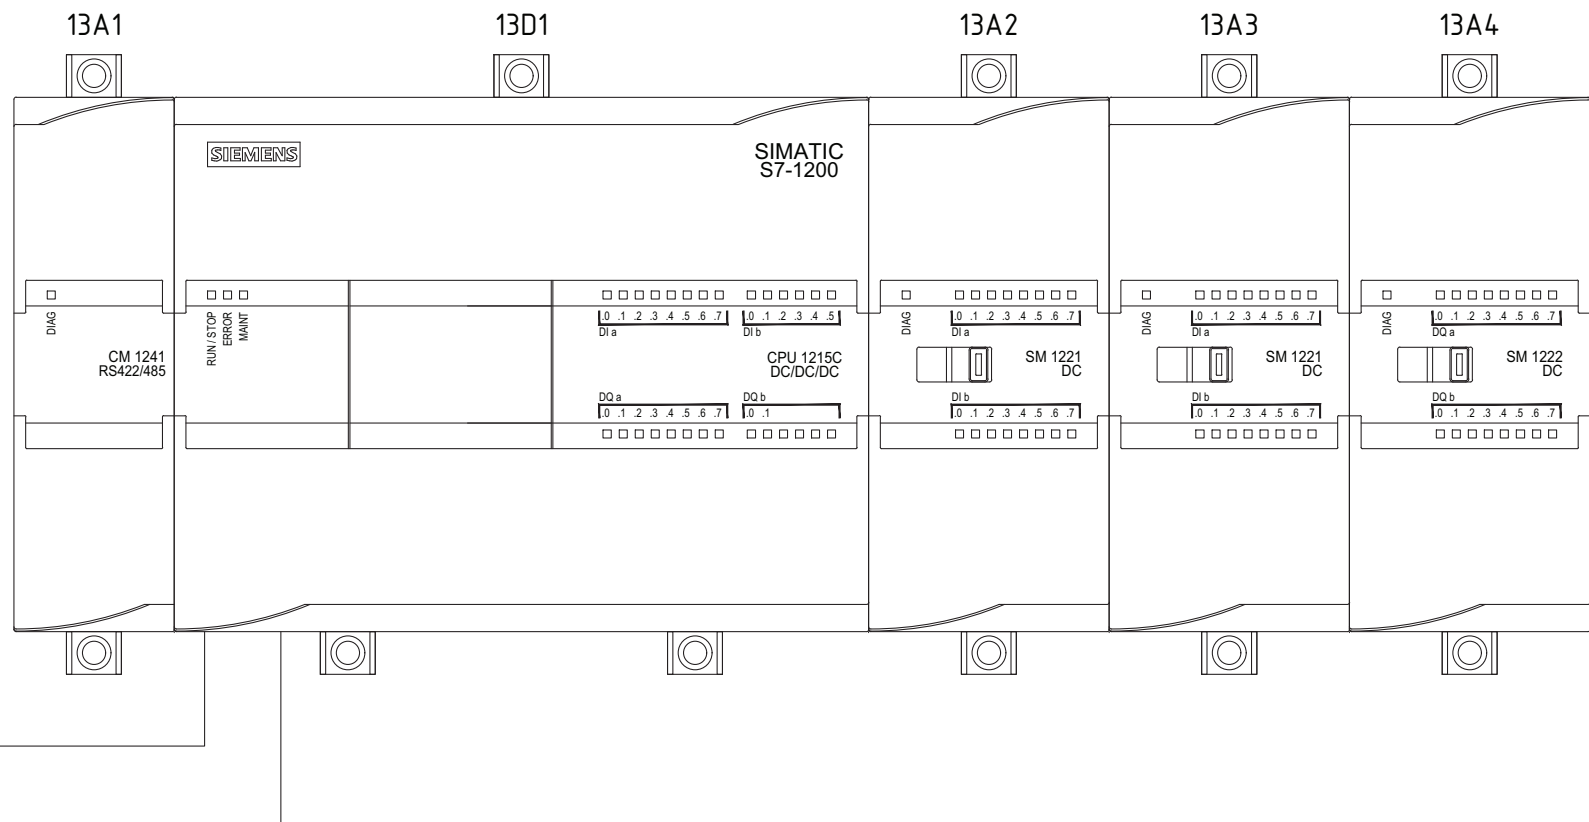 13A1 13D1 13A2 13A3 13A4
SIEMENS
SIMATIC
S7-1200
DIAG
CM 1241
RS422/485
RUN / STOP
ERROR
MAINT
.0 .1 .2 .3 .4 .5 .6 .7
DI a
.0 .1 .2 .3 .4 .5
DI b
CPU 1215C
DC/DC/DC
DQ a
.0 .1 .2 .3 .4 .5 .6 .7
DQ b
.0 .1
DIAG
.0 .1 .2 .3 .4 .5 .6 .7
DI a
SM 1221
DC
DI b
.0 .1 .2 .3 .4 .5 .6 .7
DIAG
.0 .1 .2 .3 .4 .5 .6 .7
DI a
SM 1221
DC
DI b
.0 .1 .2 .3 .4 .5 .6 .7
DIAG
.0 .1 .2 .3 .4 .5 .6 .7
DQ a
SM 1222
DC
DQ b
.0 .1 .2 .3 .4 .5 .6 .7